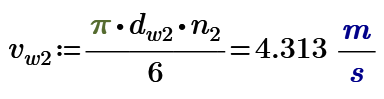 v_w2 := (π • d_w2 • n_2) / 6 = 4.313 m/s